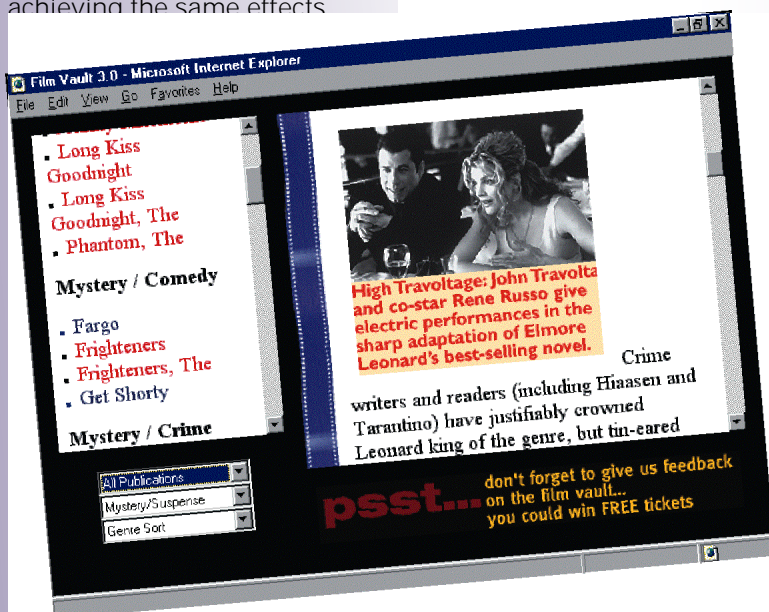 achieving the same effects
Film Vault 3.0 - Microsoft Internet Explorer
File Edit View Go Favorites Help
Long Kiss
Goodnight
Long Kiss
Goodnight, The
Phantom, The
Mystery / Comedy
Fargo
Frighteners
Frighteners, The
Get Shorty
Mystery / Crime
All Publications
Mystery/Suspense
Genre Sort
High Travoltage: John Travolta
and co-star Rene Russo give
electric performances in the
sharp adaptation of Elmore
Leonard's best-selling novel.
Crime
writers and readers (including Hiaasen and
Tarantino) have justifiably crowned
Leonard king of the genre, but tin-eared
psst...
don't forget to give us feedback
on the film vault...
you could win FREE tickets